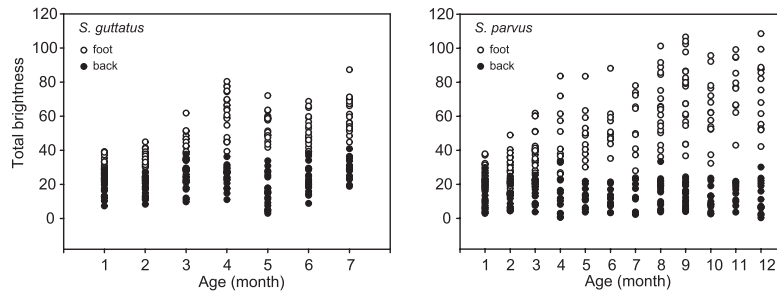 120
100
80
60
40
20
0
Total brightness
S. guttatus
foot
back
1 2 3 4 5 6 7
Age (month)
120
100
80
60
40
20
0
S. parvus
foot
back
1 2 3 4 5 6 7 8 9 10 11 12
Age (month)